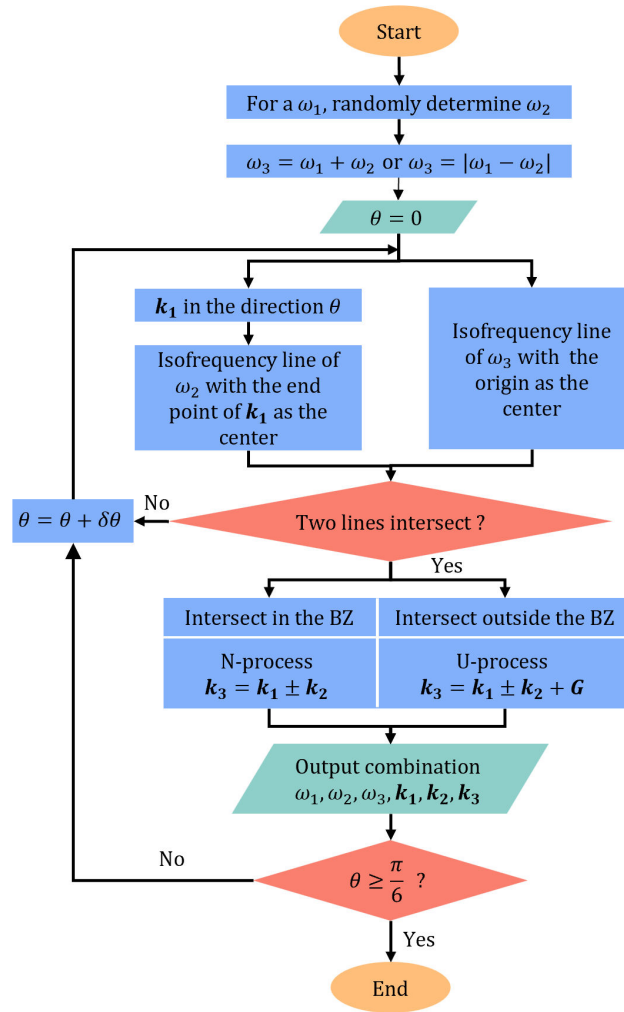 Start
For a ω₁, randomly determine ω₂
ω₃ = ω₁ + ω₂ or ω₃ = |ω₁ − ω₂|
θ = 0
k₁ in the direction θ
Isofrequency line of
ω₂ with the end
point of k₁ as the
center
Isofrequency line
of ω₃ with the
origin as the
center
θ = θ + δθ
No
Two lines intersect ?
Yes
Intersect in the BZ
Intersect outside the BZ
N-process
k₃ = k₁ ± k₂
U-process
k₃ = k₁ ± k₂ + G
Output combination
ω₁, ω₂, ω₃, k₁, k₂, k₃
No
θ ≥ π/6 ?
Yes
End